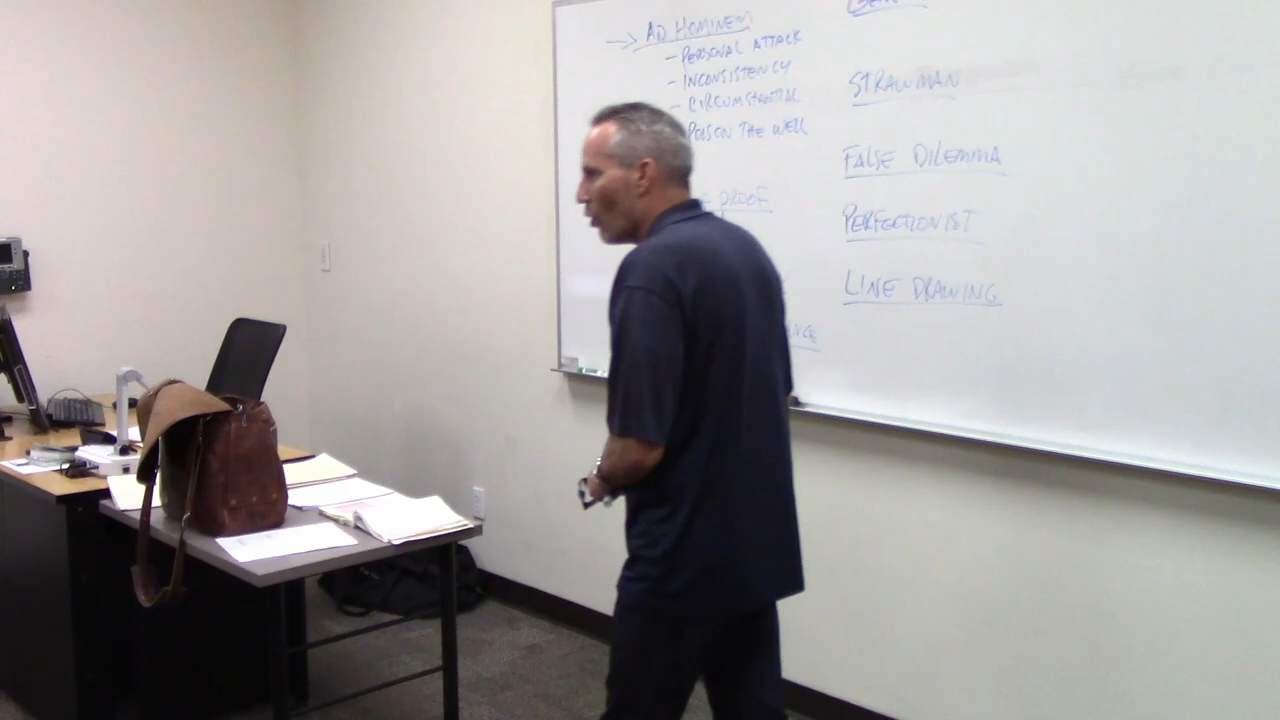 → AD HOMINEM
- PERSONAL ATTACK
- INCONSISTENCY
- CIRCUMSTANTIAL
POISON THE WELL
PROOF
STRAWMAN
FALSE DILEMMA
PERFECTIONIST
LINE DRAWING